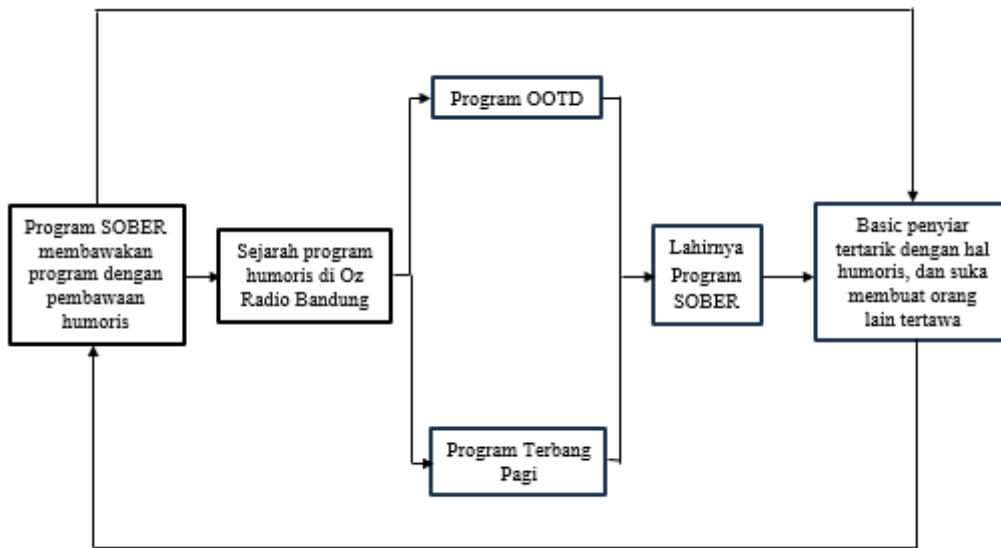 Program SOBER
membawakan
program dengan
pembawaan
humoris
Sejarah program
humoris di Oz
Radio Bandung
Program OOTD
Program Terbang
Pagi
Lahirnya
Program
SOBER
Basic penyiar
tertarik dengan hal
humoris, dan suka
membuat orang
lain tertawa